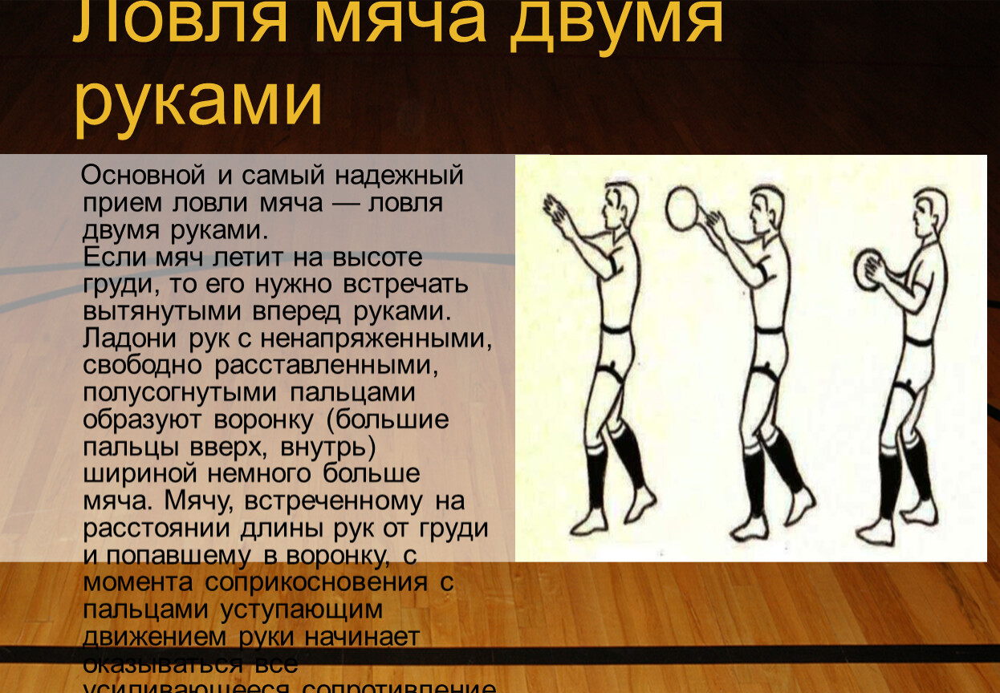 Ловля мяча двумя
руками
Основной и самый надежный
прием ловли мяча — ловля
двумя руками.
Если мяч летит на высоте
груди, то его нужно встречать
вытянутыми вперед руками.
Ладони рук с ненапряженными,
свободно расставленными,
полусогнутыми пальцами
образуют воронку (большие
пальцы вверх, внутрь)
шириной немного больше
мяча. Мячу, встреченному на
расстоянии длины рук от груди
и попавшему в воронку, с
момента соприкосновения с
пальцами уступающим
движением руки начинает
оказываться все
усиливающееся сопротивление